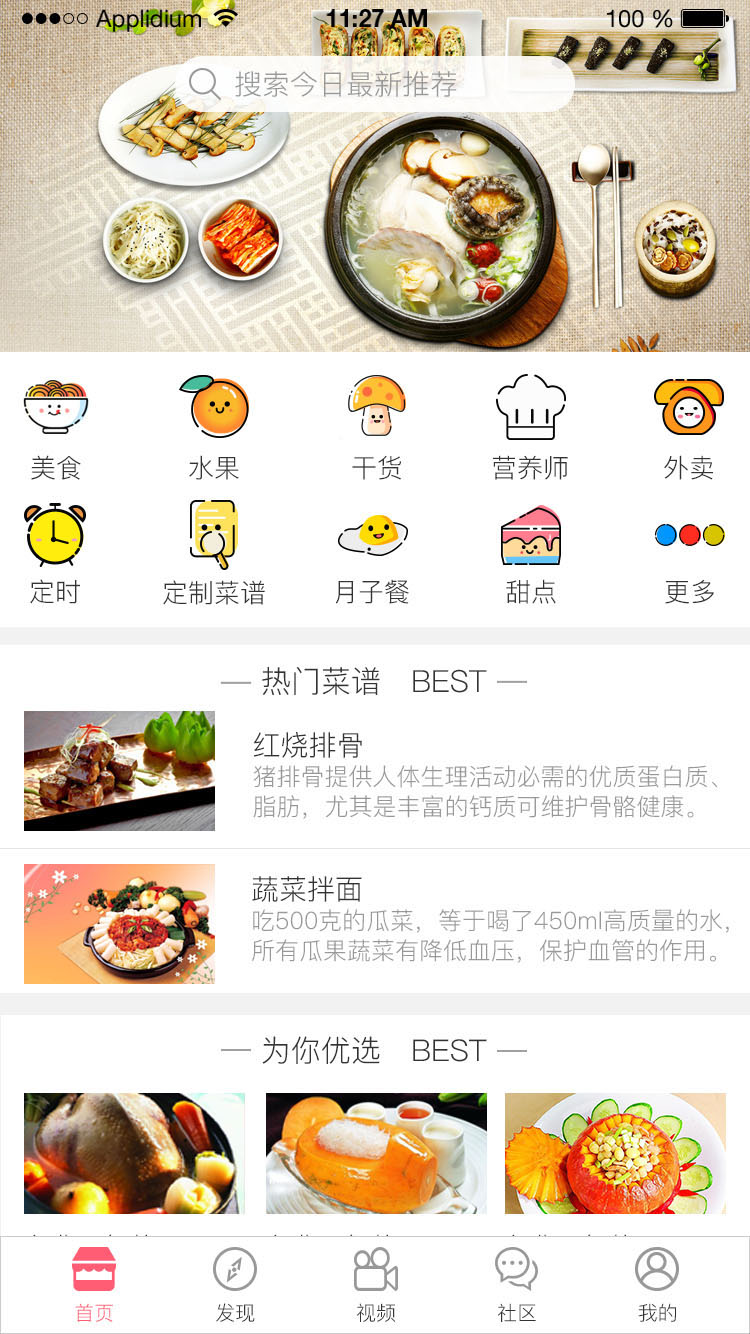 Applidium 11:27 AM 100 %
搜索今日最新推荐
美食 水果 干货 营养师 外卖
定时 定制菜谱 月子餐 甜点 更多
热门菜谱 BEST
红烧排骨
猪排骨提供人体生理活动必需的优质蛋白质、
脂肪，尤其是丰富的钙质可维护骨骼健康。
蔬菜拌面
吃500克的瓜菜，等于喝了450ml高质量的水，
所有瓜果蔬菜有降低血压，保护血管的作用。
为你优选 BEST
首页 发现 视频 社区 我的